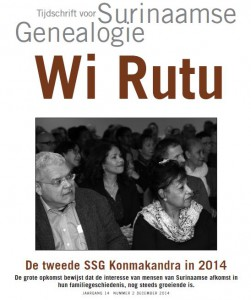 Tijdschrift voor Surinaamse
Genealogie
Wi Rutu
De tweede SSG Konmakandra in 2014
De grote opkomst bewijst dat de interesse van mensen van Surinaamse afkomst in
hun familiegeschiedenis, nog steeds groeiende is.
JAARGANG 14 NUMMER 2 DECEMBER 2014